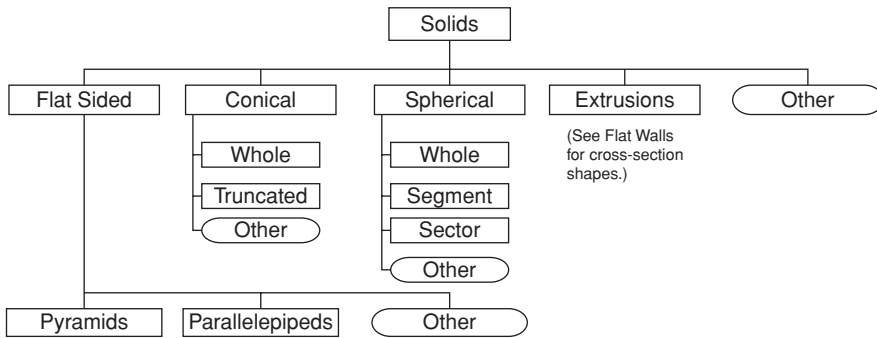 Solids
Flat Sided
Conical
Spherical
Extrusions
Other
(See Flat Walls
for cross-section
shapes.)
Whole
Truncated
Other
Whole
Segment
Sector
Other
Pyramids
Parallelepipeds
Other